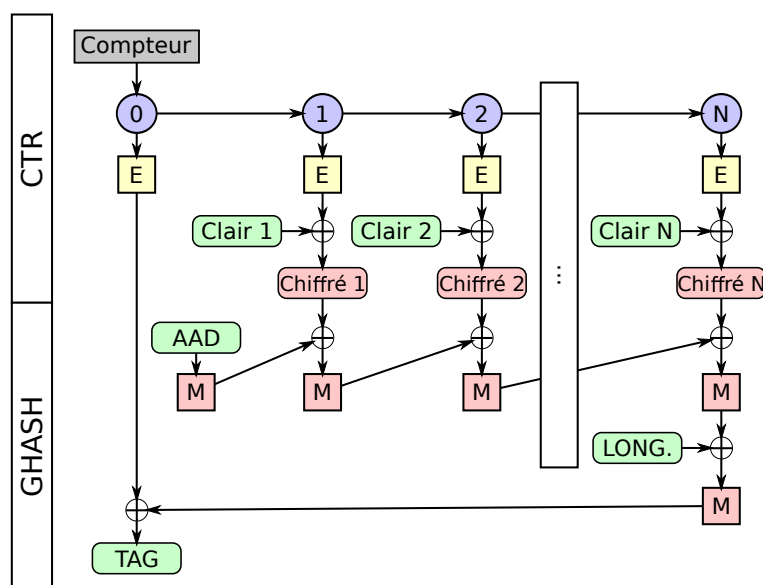 CTR
GHASH
Compteur
0
1
2
N
E
E
E
E
Clair 1
Clair 2
Clair N
Chiffré 1
Chiffré 2
...
Chiffré N
AAD
M
M
M
M
LONG.
M
TAG